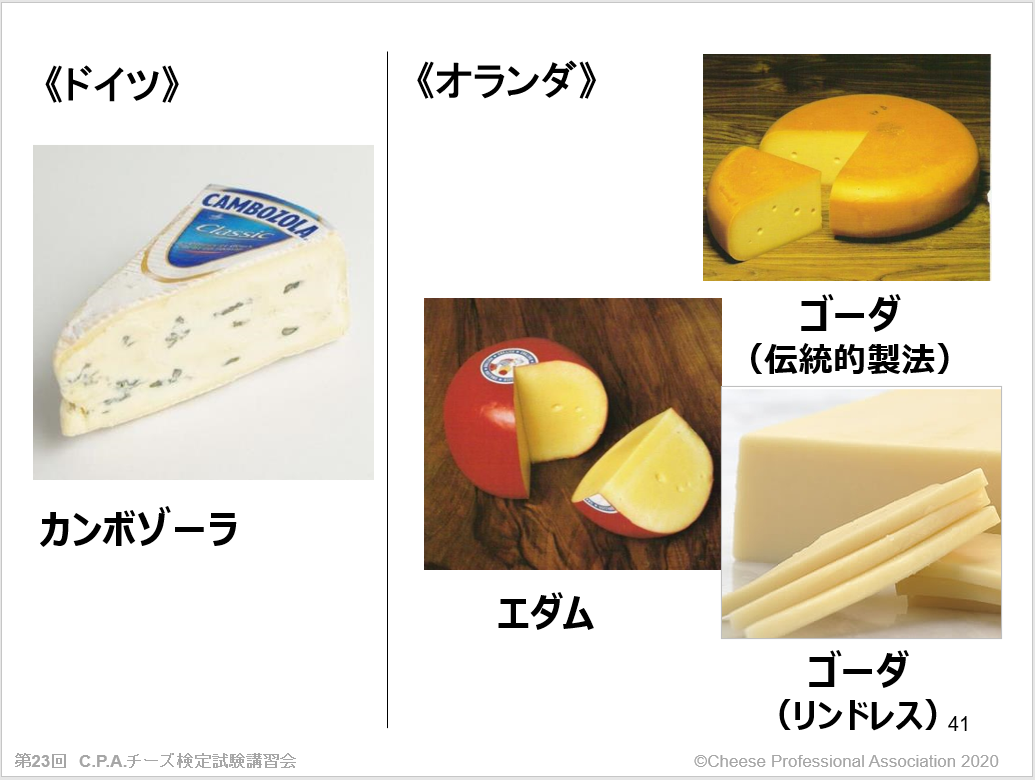 《ドイツ》
CAMBOZOLA
Classic
カンボゾーラ
《オランダ》
ゴーダ
（伝統的製法）
エダム
ゴーダ
（リンドレス）
41
第23回 C.P.A.チーズ検定試験講習会
©Cheese Professional Association 2020